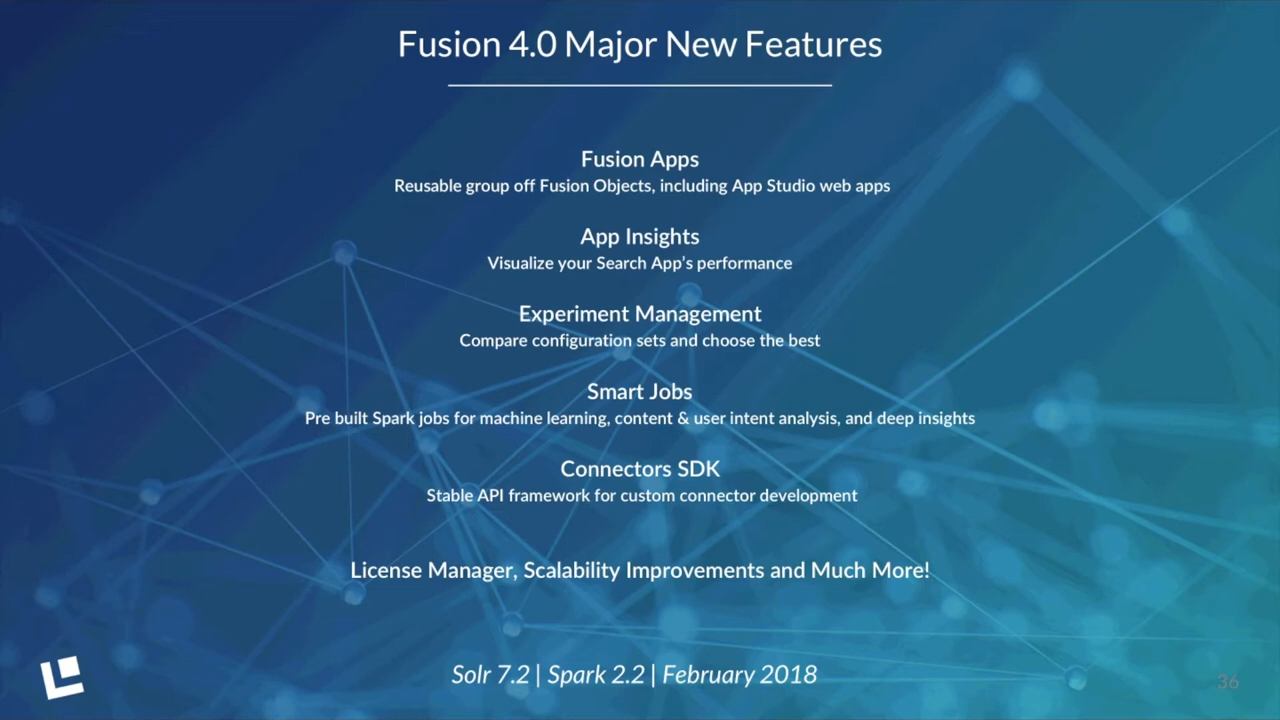 Fusion 4.0 Major New Features
Fusion Apps
Reusable group off Fusion Objects, including App Studio web apps
App Insights
Visualize your Search App's performance
Experiment Management
Compare configuration sets and choose the best
Smart Jobs
Pre built Spark jobs for machine learning, content & user intent analysis, and deep insights
Connectors SDK
Stable API framework for custom connector development
License Manager, Scalability Improvements and Much More!
Solr 7.2 | Spark 2.2 | February 2018
36